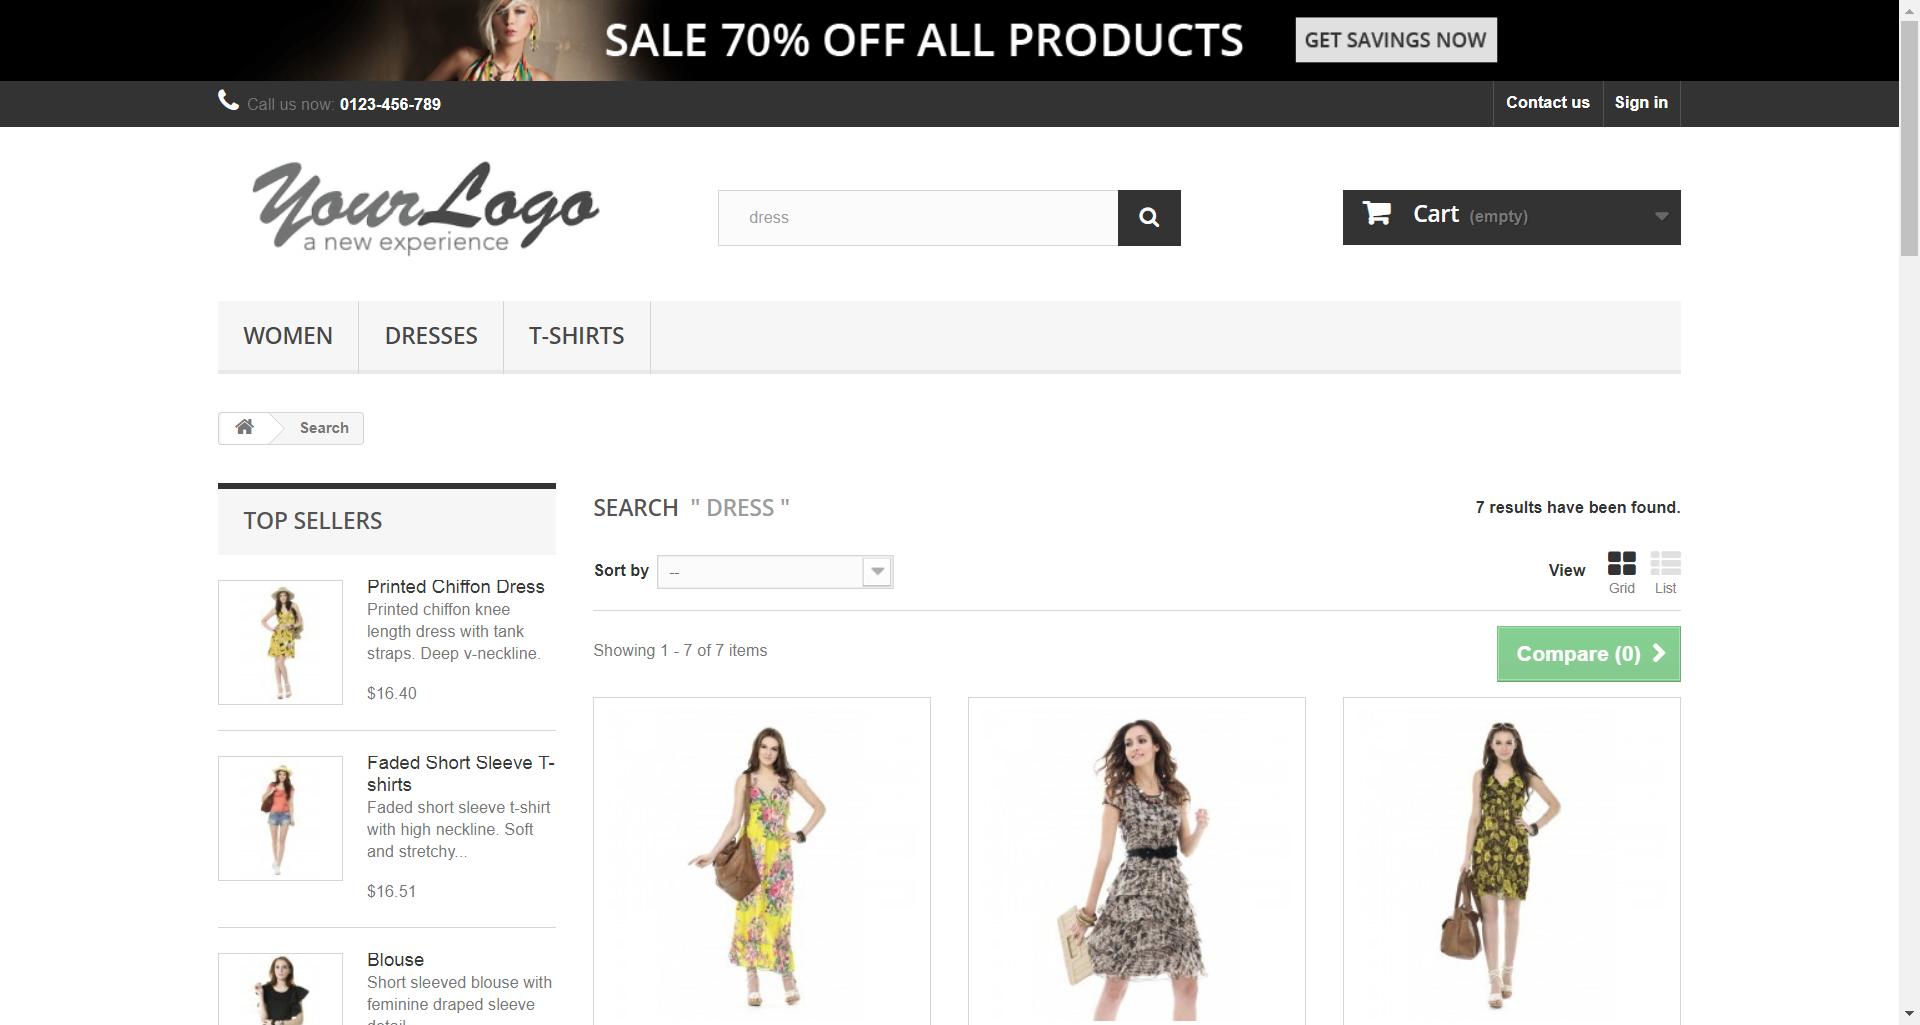 SALE 70% OFF ALL PRODUCTS GET SAVINGS NOW
Call us now: 0123-456-789 Contact us Sign in
Your Logo
a new experience
dress
Cart (empty)
WOMEN DRESSES T-SHIRTS
Search
TOP SELLERS
Printed Chiffon Dress
Printed chiffon knee
length dress with tank
straps. Deep v-neckline.
$16.40
Faded Short Sleeve T-
shirts
Faded short sleeve t-shirt
with high neckline. Soft
and stretchy...
$16.51
Blouse
Short sleeved blouse with
feminine draped sleeve
SEARCH " DRESS "
7 results have been found.
Sort by --
View Grid List
Showing 1 - 7 of 7 items
Compare (0)